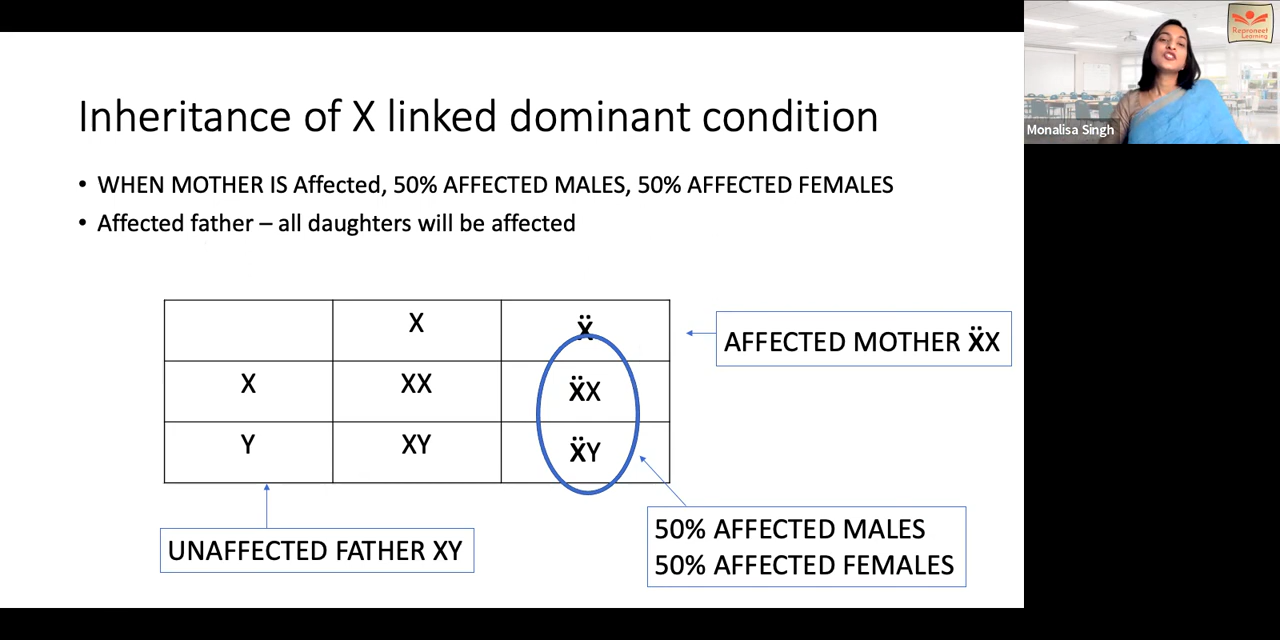 Inheritance of X linked dominant condition
• WHEN MOTHER IS Affected, 50% AFFECTED MALES, 50% AFFECTED FEMALES
• Affected father – all daughters will be affected
X Ẍ
X XX ẌX
Y XY ẌY
AFFECTED MOTHER ẌX
UNAFFECTED FATHER XY
50% AFFECTED MALES
50% AFFECTED FEMALES
Monalisa Singh
Reproneet
Learning